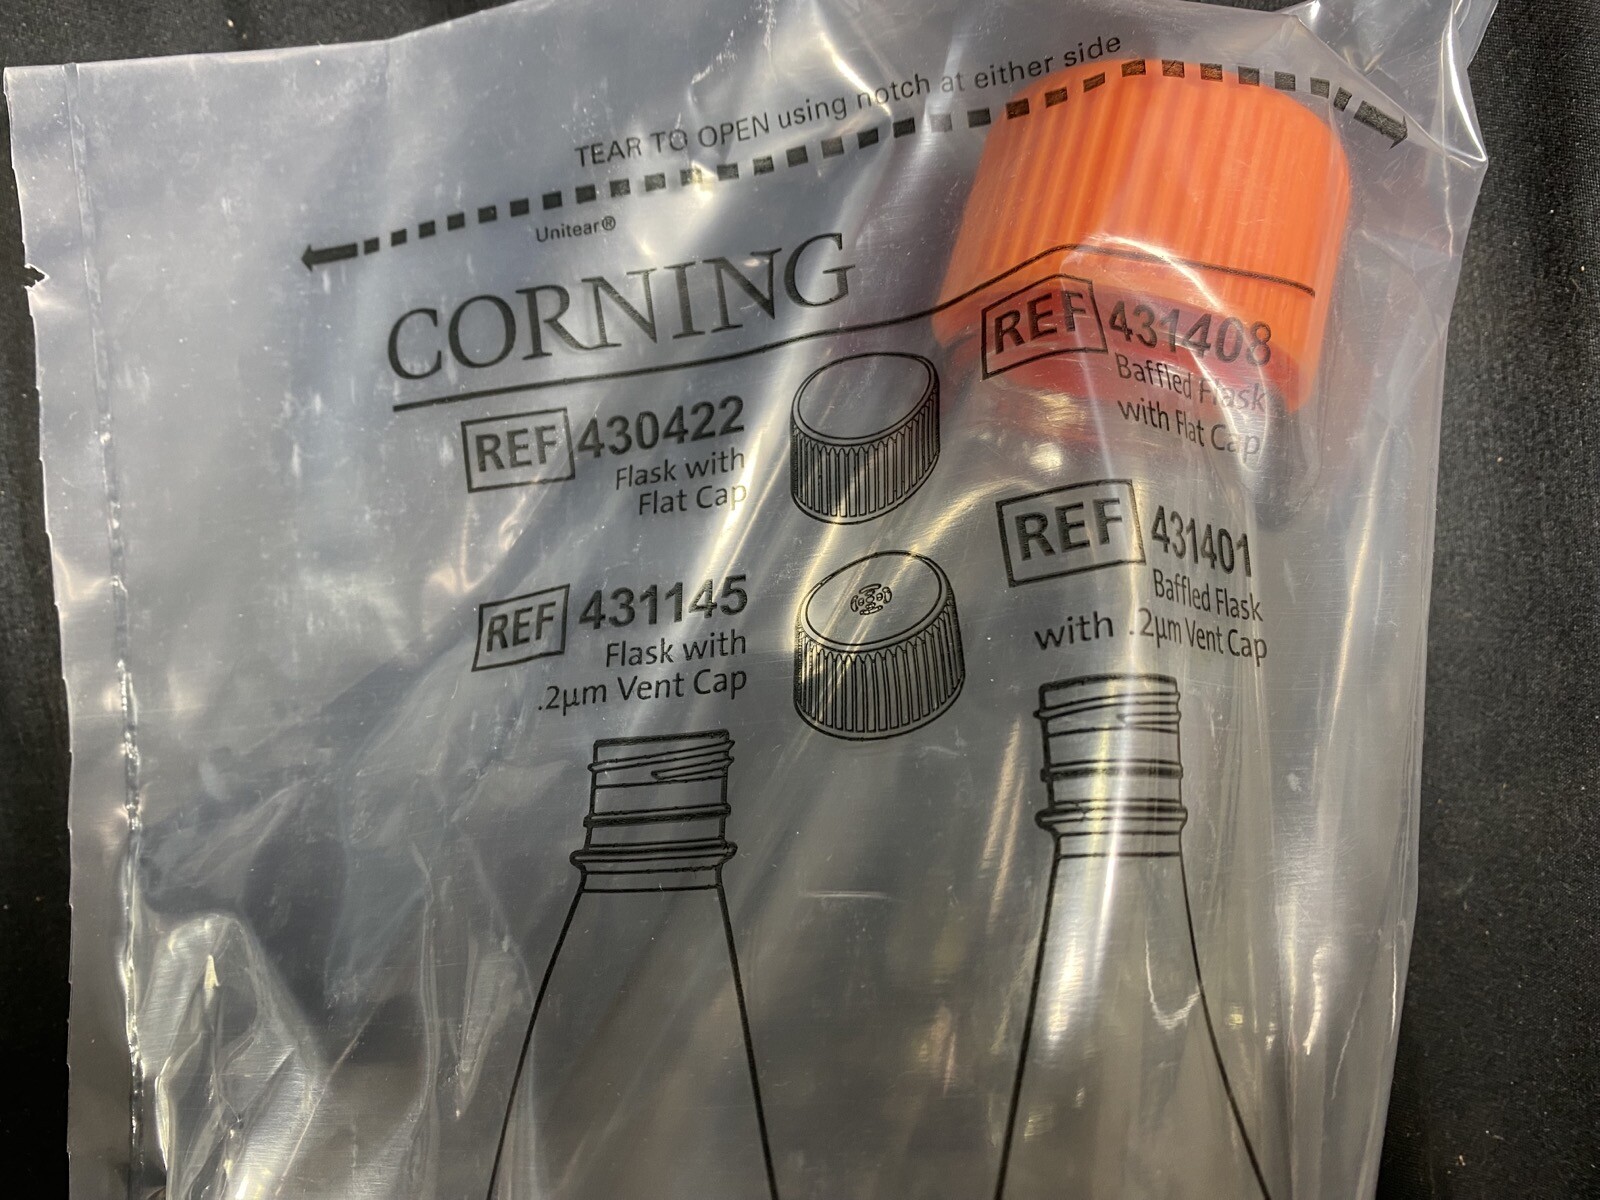 TEAR TO OPEN using notch at either side
Unitear®
CORNING
REF 430422
Flask with
Flat Cap
REF 431408
Baffled Flask
with Flat Cap
REF 431145
Flask with
.2µm Vent Cap
REF 431401
Baffled Flask
with .2µm Vent Cap